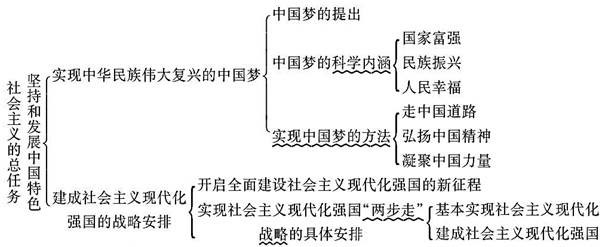 坚持和发展中国特色
社会主义的总任务
实现中华民族伟大复兴的中国梦
中国梦的提出
中国梦的科学内涵
国家富强
民族振兴
人民幸福
实现中国梦的方法
走中国道路
弘扬中国精神
凝聚中国力量
建成社会主义现代化
强国的战略安排
开启全面建设社会主义现代化强国的新征程
实现社会主义现代化强国“两步走”
战略的具体安排
基本实现社会主义现代化
建成社会主义现代化强国